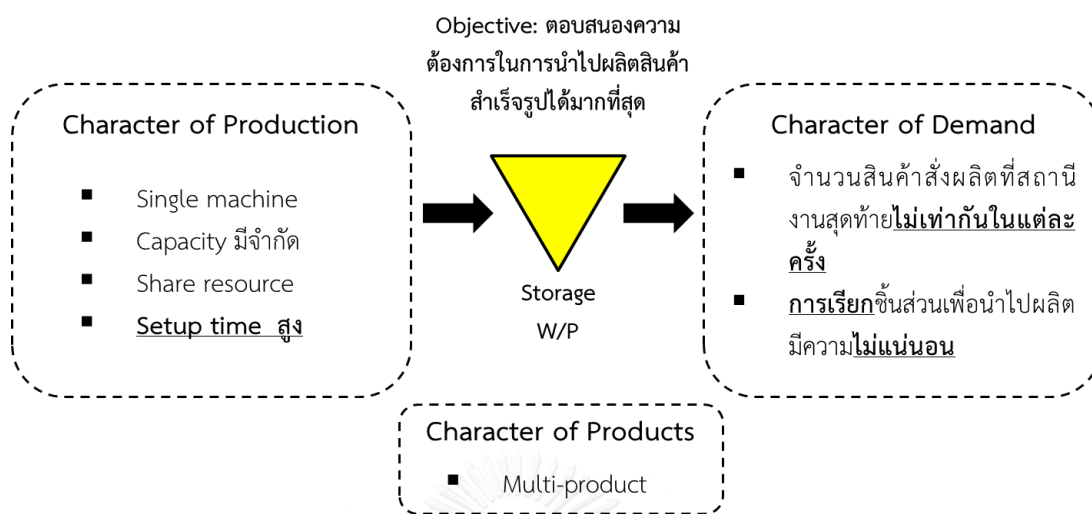 Objective: ตอบสนองความ
ต้องการในการนำไปผลิตสินค้า
สำเร็จรูปได้มากที่สุด
Character of Production
■ Single machine
■ Capacity มีจำกัด
■ Share resource
■ Setup time สูง
Storage
W/P
Character of Demand
■ จำนวนสินค้าสั่งผลิตที่สถานี
งานสุดท้ายไม่เท่ากันในแต่ละ
ครั้ง
■ การเรียกชิ้นส่วนเพื่อนำไปผลิต
มีความไม่แน่นอน
Character of Products
■ Multi-product